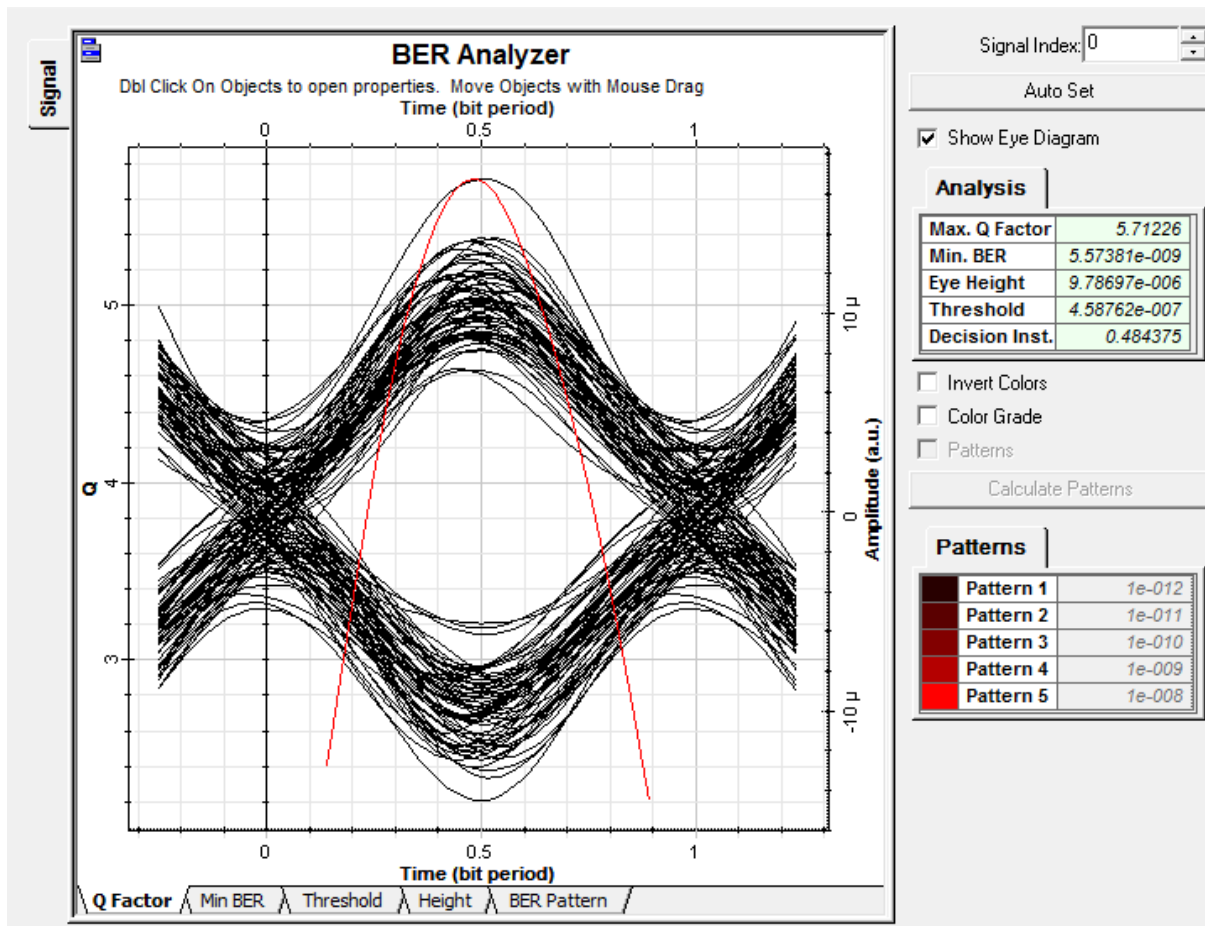 Signal
BER Analyzer
Dbl Click On Objects to open properties. Move Objects with Mouse Drag
Time (bit period)
0 0.5 1
Q
5
4
3
10 µ
0
-10 µ
Amplitude (a.u.)
0 0.5 1
Time (bit period)
Q Factor Min BER Threshold Height BER Pattern
Signal Index: 0
Auto Set
Show Eye Diagram
Analysis
Max. Q Factor 5.71226
Min. BER 5.57381e-009
Eye Height 9.78697e-006
Threshold 4.58762e-007
Decision Inst. 0.484375
Invert Colors
Color Grade
Patterns
Calculate Patterns
Patterns
Pattern 1 1e-012
Pattern 2 1e-011
Pattern 3 1e-010
Pattern 4 1e-009
Pattern 5 1e-008